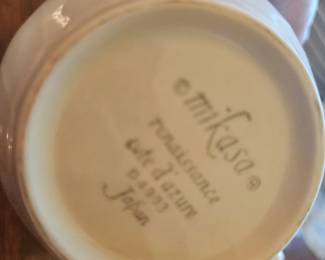 © mikasa ®
renaissance
cote d'azure
Japan